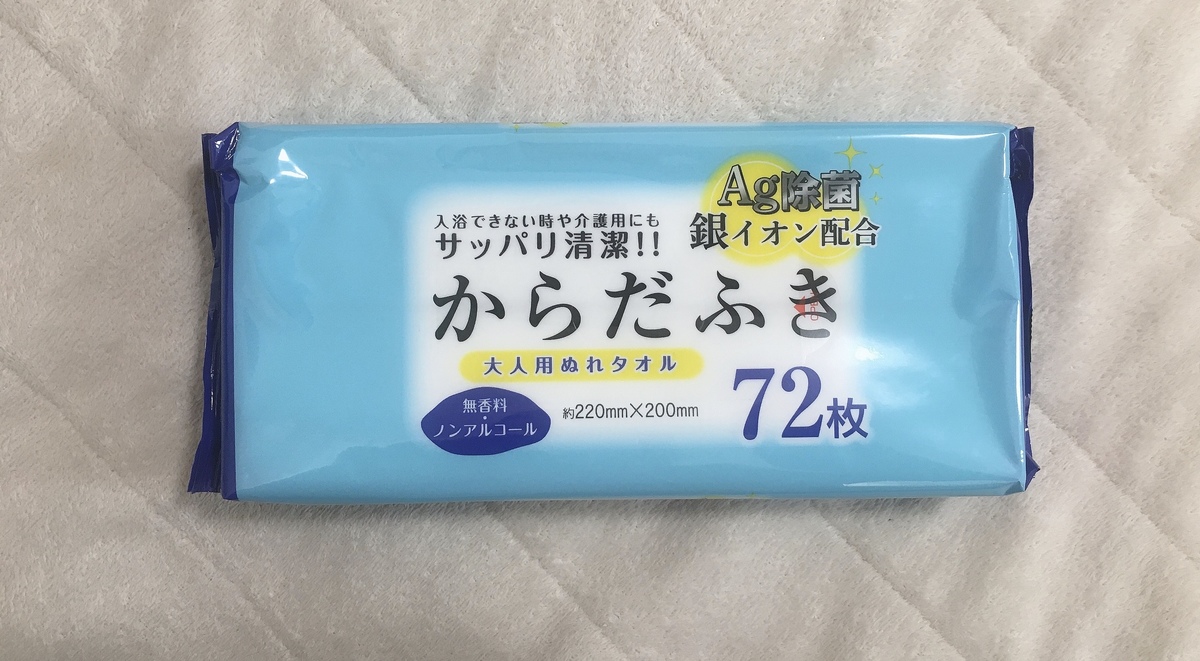 入浴できない時や介護用にも
サッパリ清潔!!
Ag除菌
銀イオン配合
からだふき
大人用ぬれタオル
無香料
・
ノンアルコール
約220mm×200mm
72枚